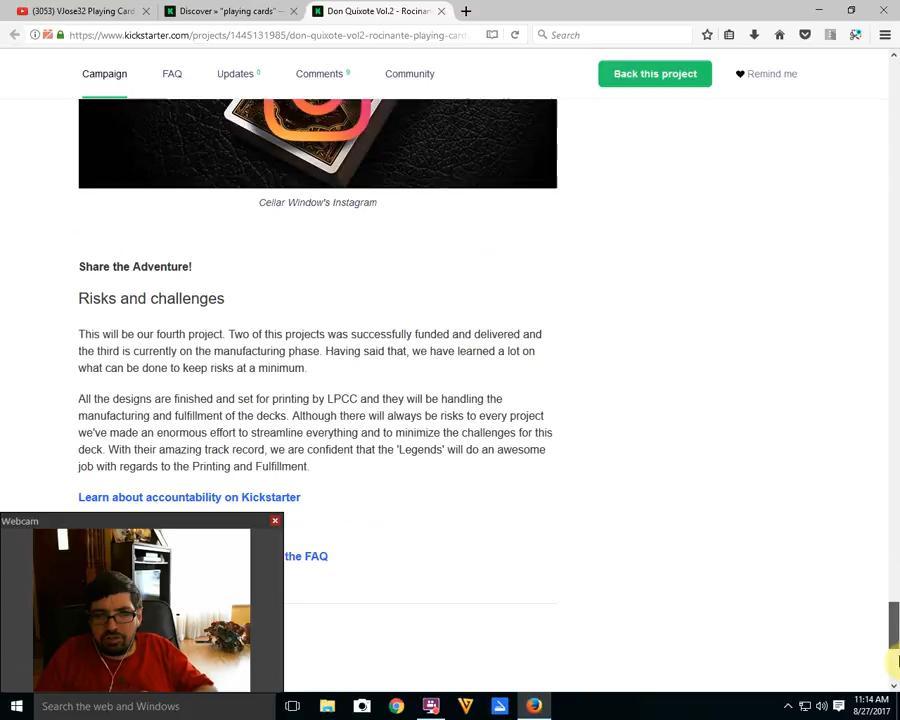 (3053) VJose32 Playing Card
Discover » "playing cards" —
Don Quixote Vol.2 - Rocinan
https://www.kickstarter.com/projects/1445131985/don-quixote-vol2-rocinante-playing-card
Search
Campaign
FAQ
Updates 0
Comments 9
Community
Back this project
Remind me
Cellar Window's Instagram
Share the Adventure!
Risks and challenges
This will be our fourth project. Two of this projects was successfully funded and delivered and
the third is currently on the manufacturing phase. Having said that, we have learned a lot on
what can be done to keep risks at a minimum.
All the designs are finished and set for printing by LPCC and they will be handling the
manufacturing and fulfillment of the decks. Although there will always be risks to every project
we've made an enormous effort to streamline everything and to minimize the challenges for this
deck. With their amazing track record, we are confident that the 'Legends' will do an awesome
job with regards to the Printing and Fulfillment.
Learn about accountability on Kickstarter
Webcam
the FAQ
Search the web and Windows
11:14 AM
8/27/2017